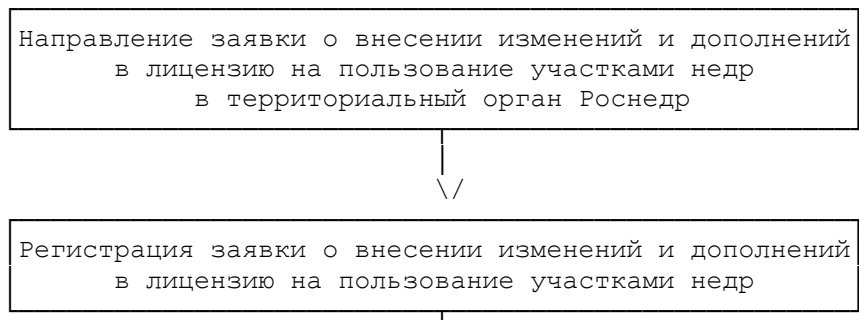 Направление заявки о внесении изменений и дополнений
в лицензию на пользование участками недр
в территориальный орган Роснедр
Регистрация заявки о внесении изменений и дополнений
в лицензию на пользование участками недр